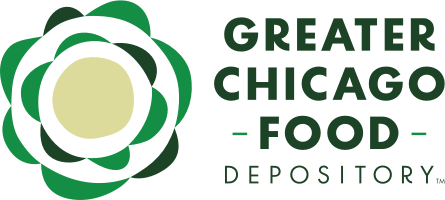 GREATER
CHICAGO
– FOOD –
DEPOSITORY™